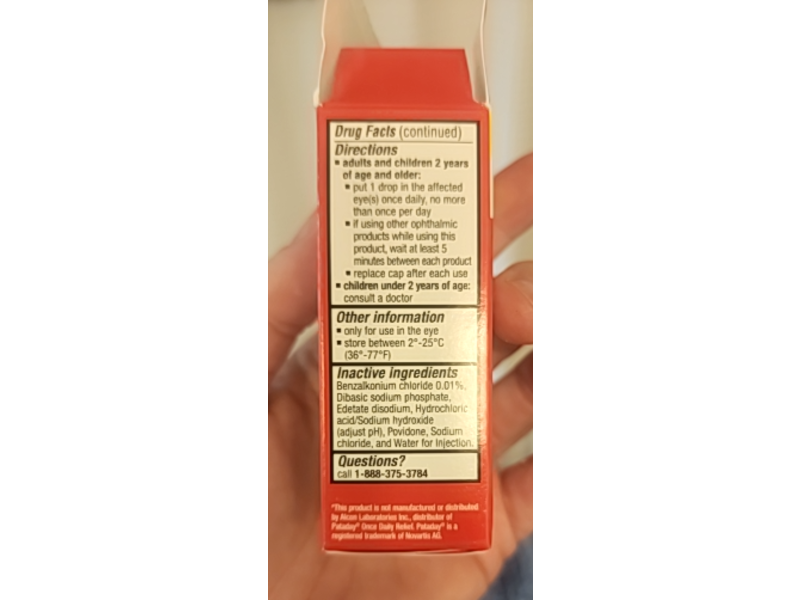 Drug Facts (continued)
Directions
▪ adults and children 2 years
of age and older:
▪ put 1 drop in the affected
eye(s) once daily, no more
than once per day
▪ if using other ophthalmic
products while using this
product, wait at least 5
minutes between each product
▪ replace cap after each use
▪ children under 2 years of age:
consult a doctor
Other information
▪ only for use in the eye
▪ store between 2°-25°C
(36°-77°F)
Inactive ingredients
Benzalkonium chloride 0.01%,
Dibasic sodium phosphate,
Edetate disodium, Hydrochloric
acid/Sodium hydroxide
(adjust pH), Povidone, Sodium
chloride, and Water for Injection.
Questions?
call 1-888-375-3784
*This product is not manufactured or distributed
by Alcon Laboratories Inc., distributor of
Pataday® Once Daily Relief. Pataday® is a
registered trademark of Novartis AG.